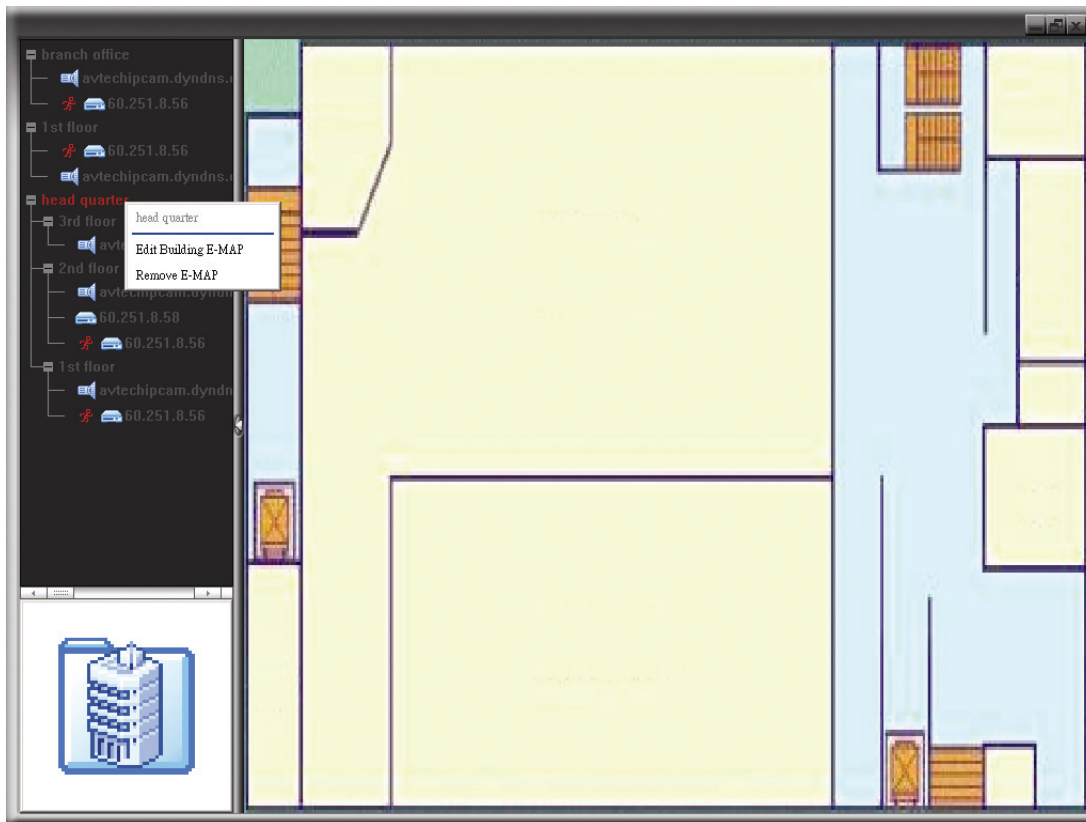 branch office
avtechipcam.dyndns.
60.251.8.56
1st floor
60.251.8.56
avtechipcam.dyndns.
head quarter
head quarter
Edit Building E-MAP
Remove E-MAP
3rd floor
2nd floor
avtechipcam.dyndn
60.251.8.58
60.251.8.56
1st floor
avtechipcam.dyndn
60.251.8.56